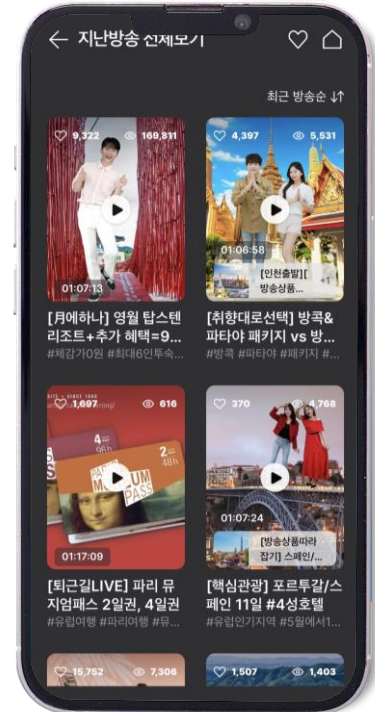 지난방송 전체보기
최근 방송순
9,322 169,811
01:07:13
[月에하나] 영월 탑스텐
리조트+추가 혜택=9...
#체감가0원 #최대6인투숙...
4,397 5,531
01:06:58
[인천출발][
방송상품...
[취향대로선택] 방콕&
파타야 패키지 vs 방...
#방콕 #파타야 #패키지 #...
1,697 616
4-
96h
2-
48h
PARIS
MUSEUM
PASS
01:17:09
[퇴근길LIVE] 파리 뮤
지엄패스 2일권, 4일권
#유럽여행 #파리여행 #뮤...
370 4,768
01:07:24
[방송상품따라
잡기] 스페인/...
[핵심관광] 포르투갈/스
페인 11일 #4성호텔
#유럽인기지역 #5월에서1...
15,752 7,306
1,507 1,403